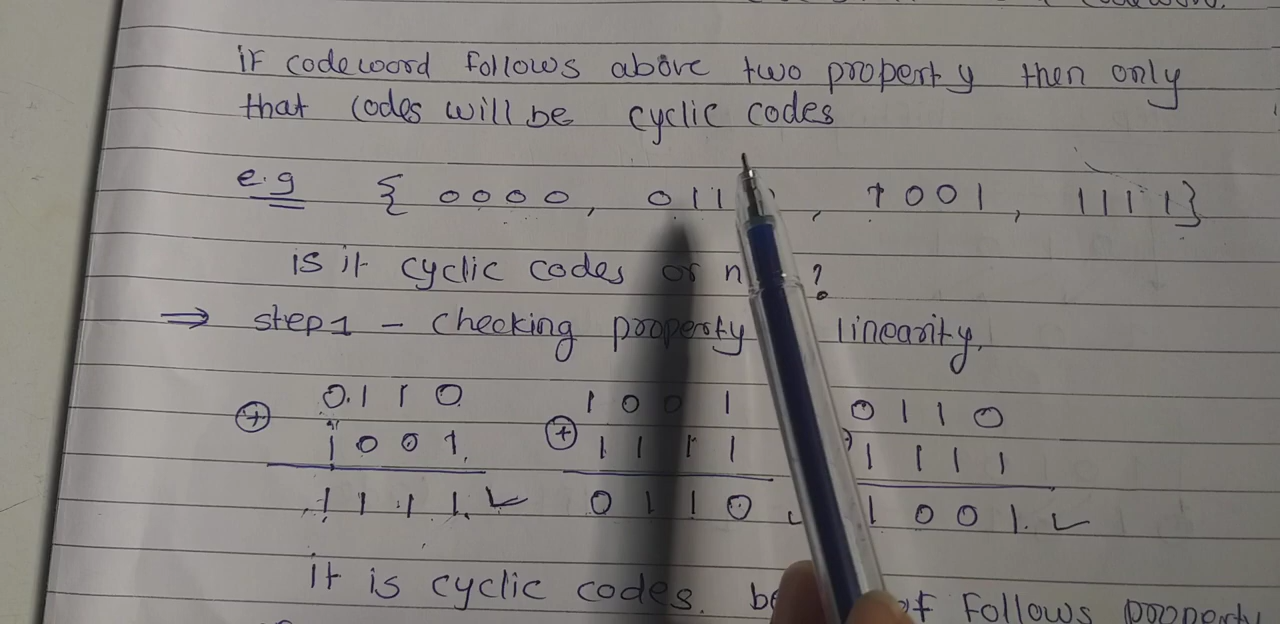 codeword.
if codeword follows above two property then only
that codes will be cyclic codes
e.g { 0000, 011 , 1001, 1111}
is it cyclic codes or n ?
⇒ step1 - checking property linearity,
0110 1001 0110
⊕ 1001. ⊕ 1111 1111
1111. ✓ 0110 1001. ✓
it is cyclic codes. of follows property